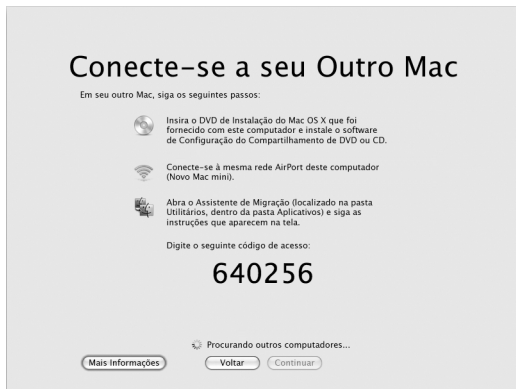 Conecte-se a seu Outro Mac
Em seu outro Mac, siga os seguintes passos:
Insira o DVD de Instalação do Mac OS X que foi
fornecido com este computador e instale o software
de Configuração do Compartilhamento de DVD ou CD.
Conecte-se à mesma rede AirPort deste computador
(Novo Mac mini).
Abra o Assistente de Migração (localizado na pasta
Utilitários, dentro da pasta Aplicativos) e siga as
instruções que aparecem na tela.
Digite o seguinte código de acesso:
640256
Procurando outros computadores...
Mais Informações Voltar Continuar